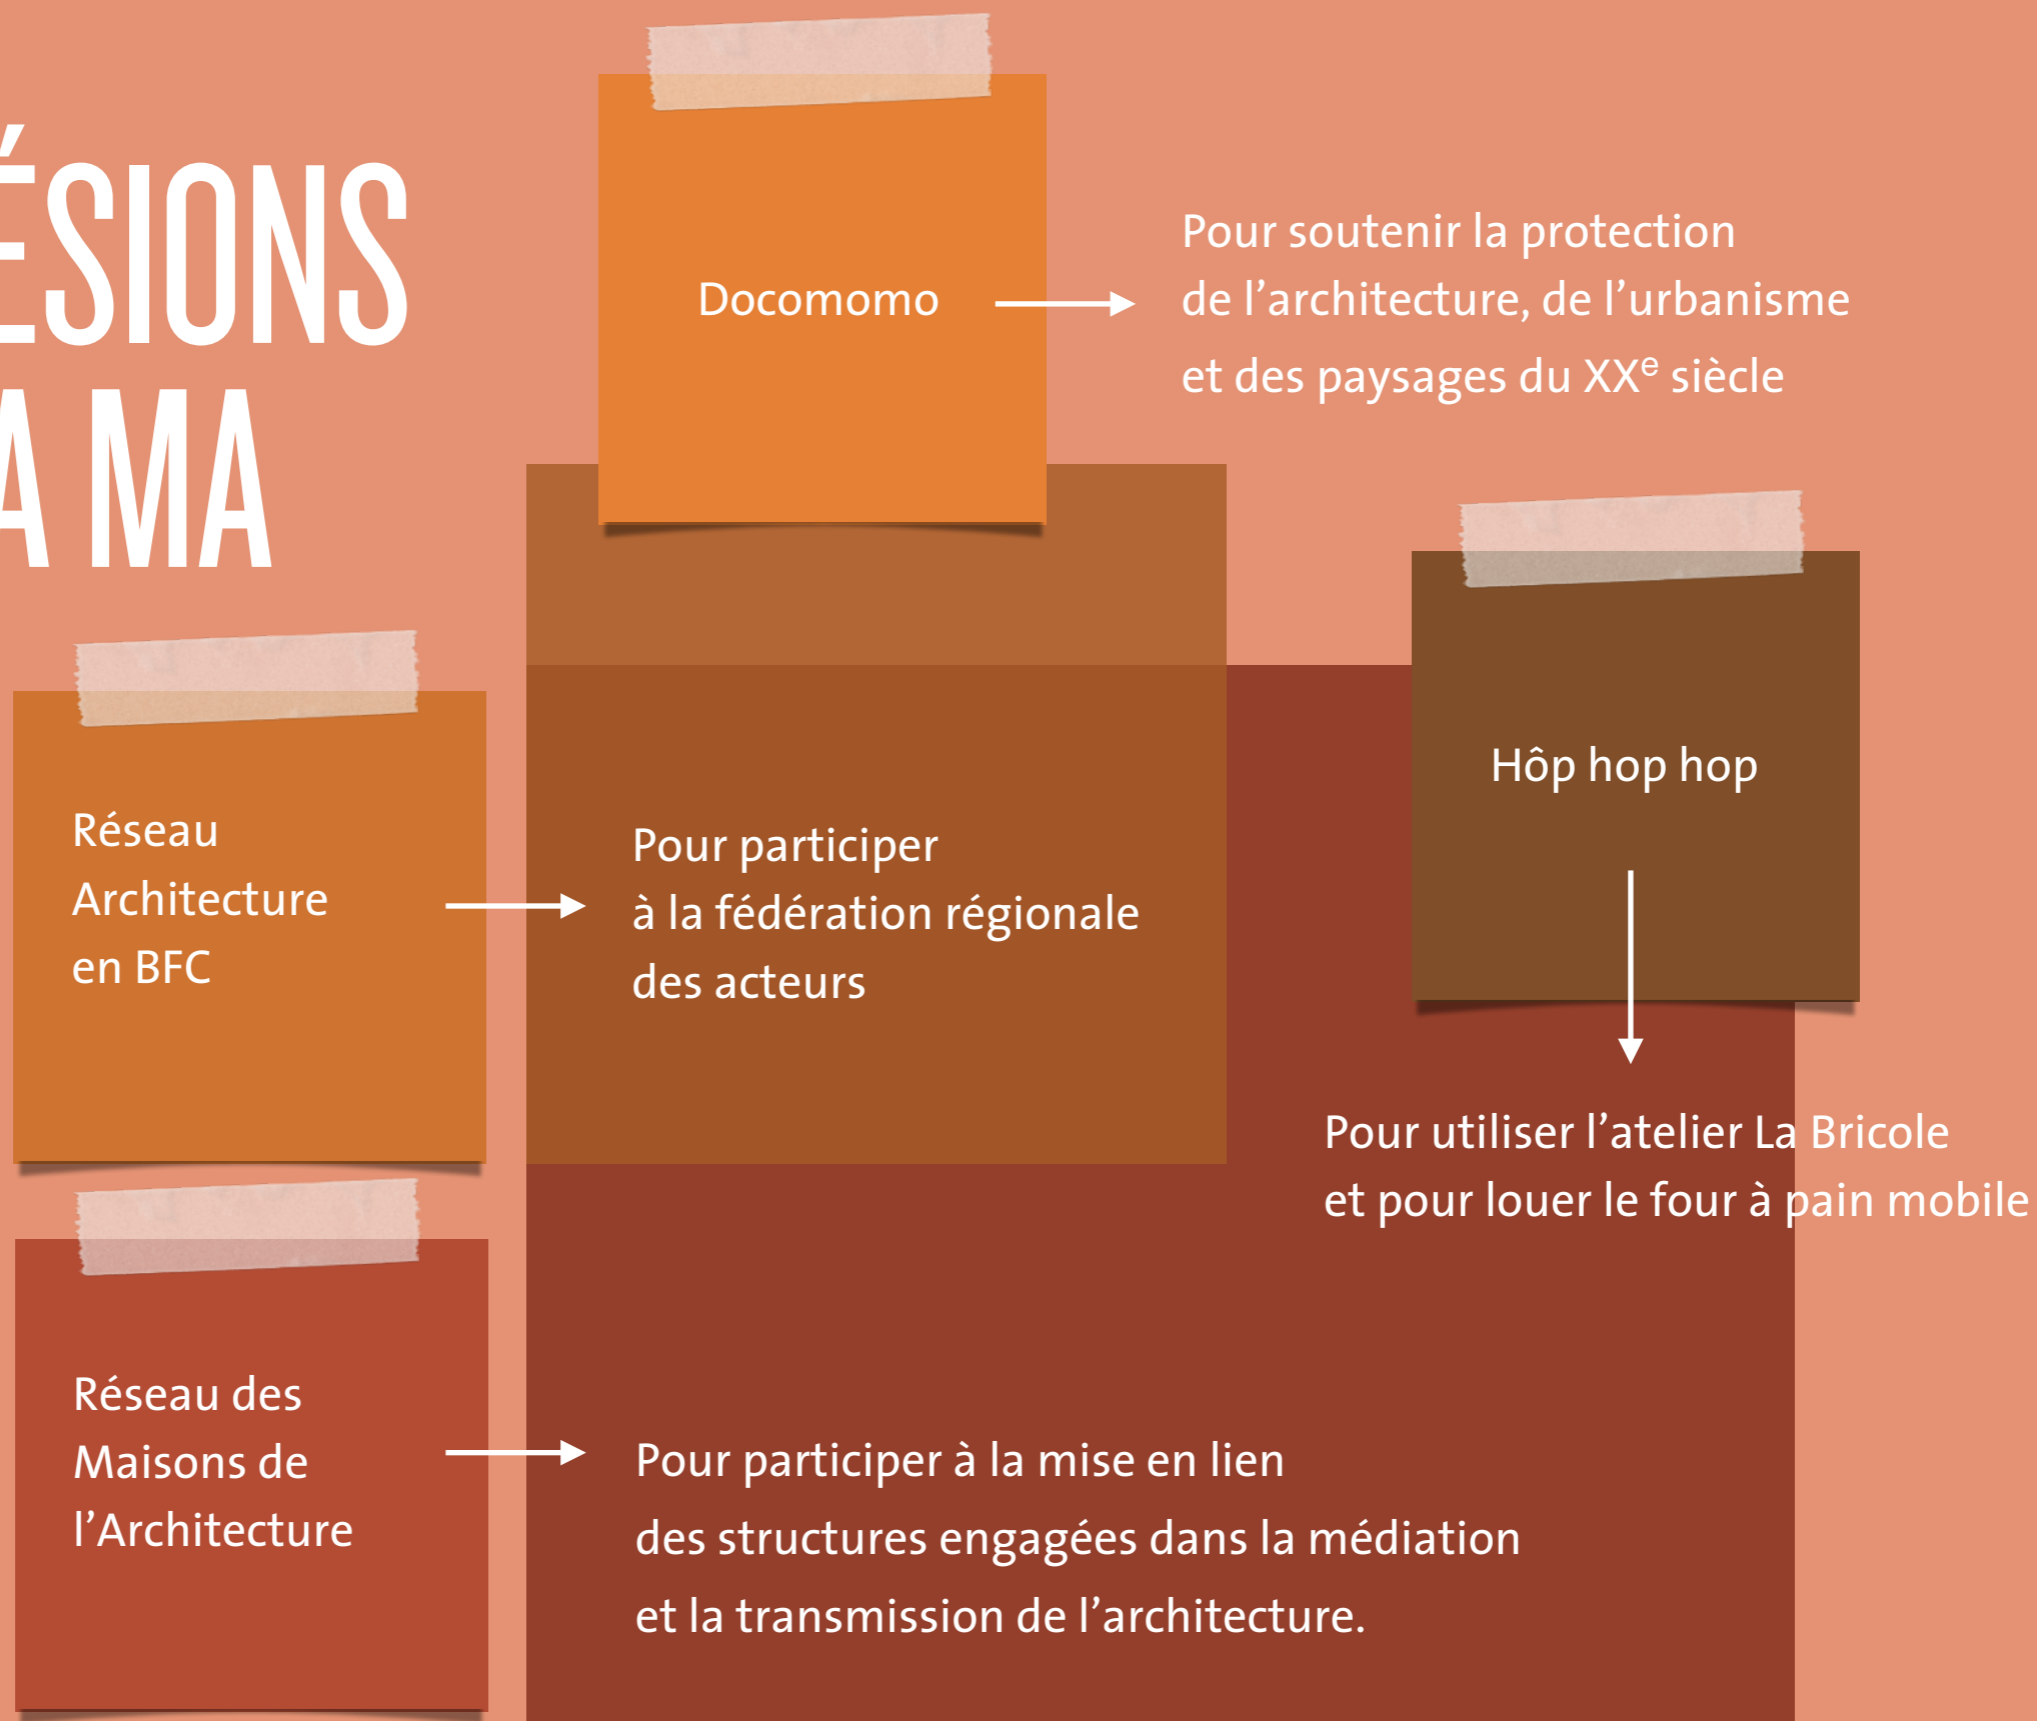 ÉSIONS
A MA
Docomomo
Pour soutenir la protection
de l’architecture, de l’urbanisme
et des paysages du XXᵉ siècle
Hôp hop hop
Pour utiliser l’atelier La Bricole
et pour louer le four à pain mobile
Réseau
Architecture
en BFC
Pour participer
à la fédération régionale
des acteurs
Réseau des
Maisons de
l’Architecture
Pour participer à la mise en lien
des structures engagées dans la médiation
et la transmission de l’architecture.